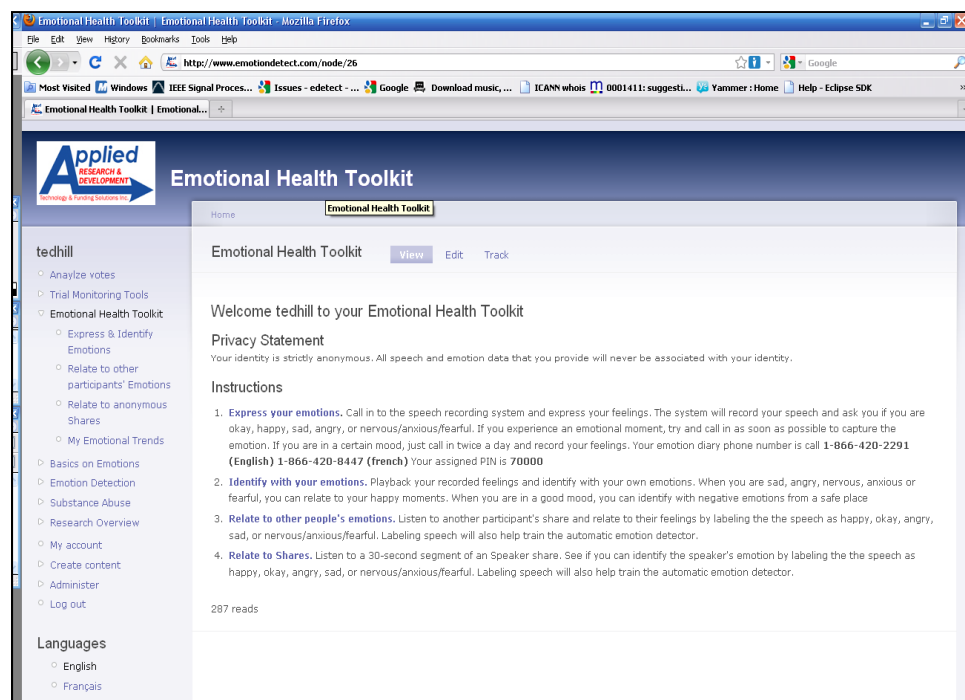 Emotional Health Toolkit | Emotional Health Toolkit - Mozilla Firefox
File Edit View History Bookmarks Tools Help
http://www.emotiondetect.com/node/26
Google
Most Visited Windows IEEE Signal Proces... Issues - edetect - ... Google Download music, ... ICANN whois 0001411: suggesti... Yammer : Home Help - Eclipse SDK »
Emotional Health Toolkit | Emotional...
Applied
RESEARCH &
DEVELOPMENT
Technology & Funding Solutions Inc.
Emotional Health Toolkit
Emotional Health Toolkit
Home
tedhill
Anaylze votes
Trial Monitoring Tools
Emotional Health Toolkit
Express & Identify
Emotions
Relate to other
participants' Emotions
Relate to anonymous
Shares
My Emotional Trends
Basics on Emotions
Emotion Detection
Substance Abuse
Research Overview
My account
Create content
Administer
Log out
Languages
English
Français
Emotional Health Toolkit View Edit Track
Welcome tedhill to your Emotional Health Toolkit
Privacy Statement
Your identity is strictly anonymous. All speech and emotion data that you provide will never be associated with your identity.
Instructions
1. Express your emotions. Call in to the speech recording system and express your feelings. The system will record your speech and ask you if you are
okay, happy, sad, angry, or nervous/anxious/fearful. If you experience an emotional moment, try and call in as soon as possible to capture the
emotion. If you are in a certain mood, just call in twice a day and record your feelings. Your emotion diary phone number is call 1-866-420-2291
(English) 1-866-420-8447 (french) Your assigned PIN is 70000
2. Identify with your emotions. Playback your recorded feelings and identify with your own emotions. When you are sad, angry, nervous, anxious or
fearful, you can relate to your happy moments. When you are in a good mood, you can identify with negative emotions from a safe place
3. Relate to other people's emotions. Listen to another participant's share and relate to their feelings by labeling the the speech as happy, okay, angry,
sad, or nervous/anxious/fearful. Labeling speech will also help train the automatic emotion detector.
4. Relate to Shares. Listen to a 30-second segment of an Speaker share. See if you can identify the speaker's emotion by labeling the the speech as
happy, okay, angry, sad, or nervous/anxious/fearful. Labeling speech will also help train the automatic emotion detector.
287 reads